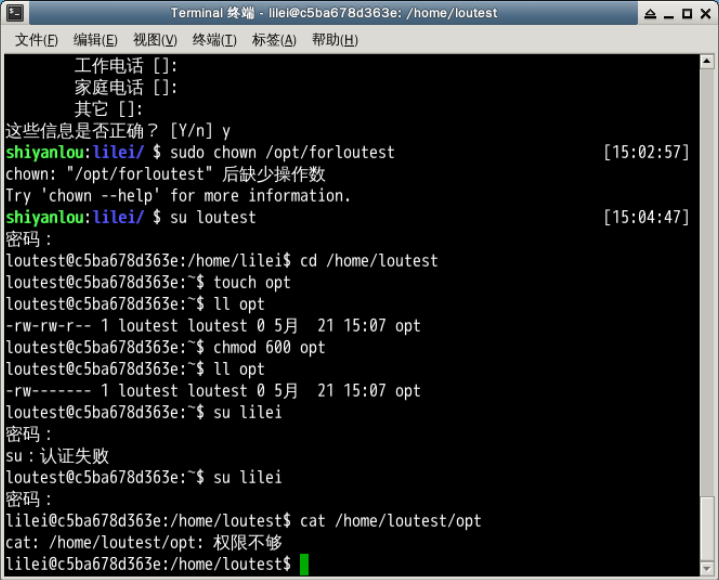 Terminal 终端 - lilei@c5ba678d363e: /home/loutest
文件(F) 编辑(E) 视图(V) 终端(T) 标签(A) 帮助(H)
工作电话 []:
家庭电话 []:
其它 []:
这些信息是否正确？ [Y/n] y
shiyanlou:lilei/ $ sudo chown /opt/forloutest [15:02:57]
chown: "/opt/forloutest" 后缺少操作数
Try 'chown --help' for more information.
shiyanlou:lilei/ $ su loutest [15:04:47]
密码：
loutest@c5ba678d363e:/home/lilei$ cd /home/loutest
loutest@c5ba678d363e:~$ touch opt
loutest@c5ba678d363e:~$ ll opt
-rw-rw-r-- 1 loutest loutest 0 5月  21 15:07 opt
loutest@c5ba678d363e:~$ chmod 600 opt
loutest@c5ba678d363e:~$ ll opt
-rw------- 1 loutest loutest 0 5月  21 15:07 opt
loutest@c5ba678d363e:~$ su lilei
密码：
su：认证失败
loutest@c5ba678d363e:~$ su lilei
密码：
lilei@c5ba678d363e:/home/loutest$ cat /home/loutest/opt
cat: /home/loutest/opt: 权限不够
lilei@c5ba678d363e:/home/loutest$